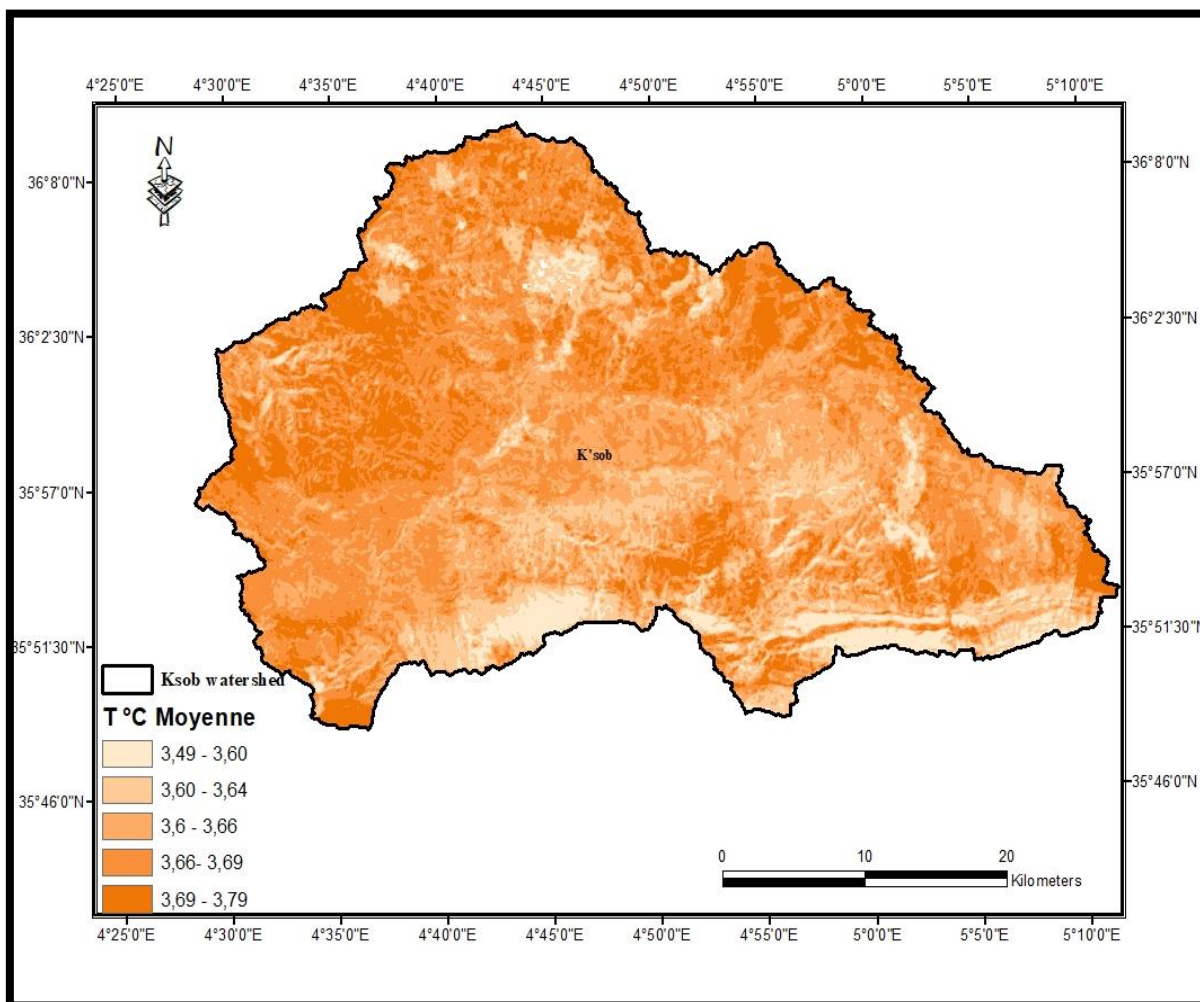 4°25'0"E 4°30'0"E 4°35'0"E 4°40'0"E 4°45'0"E 4°50'0"E 4°55'0"E 5°0'0"E 5°5'0"E 5°10'0"E
N
36°8'0"N 36°8'0"N
36°2'30"N 36°2'30"N
K'sob
35°57'0"N 35°57'0"N
35°51'30"N 35°51'30"N
Ksob watershed
T °C Moyenne
3,49 - 3,60
3,60 - 3,64
3,6 - 3,66
3,66- 3,69
3,69 - 3,79
35°46'0"N 35°46'0"N
0 10 20
Kilometers
4°25'0"E 4°30'0"E 4°35'0"E 4°40'0"E 4°45'0"E 4°50'0"E 4°55'0"E 5°0'0"E 5°5'0"E 5°10'0"E